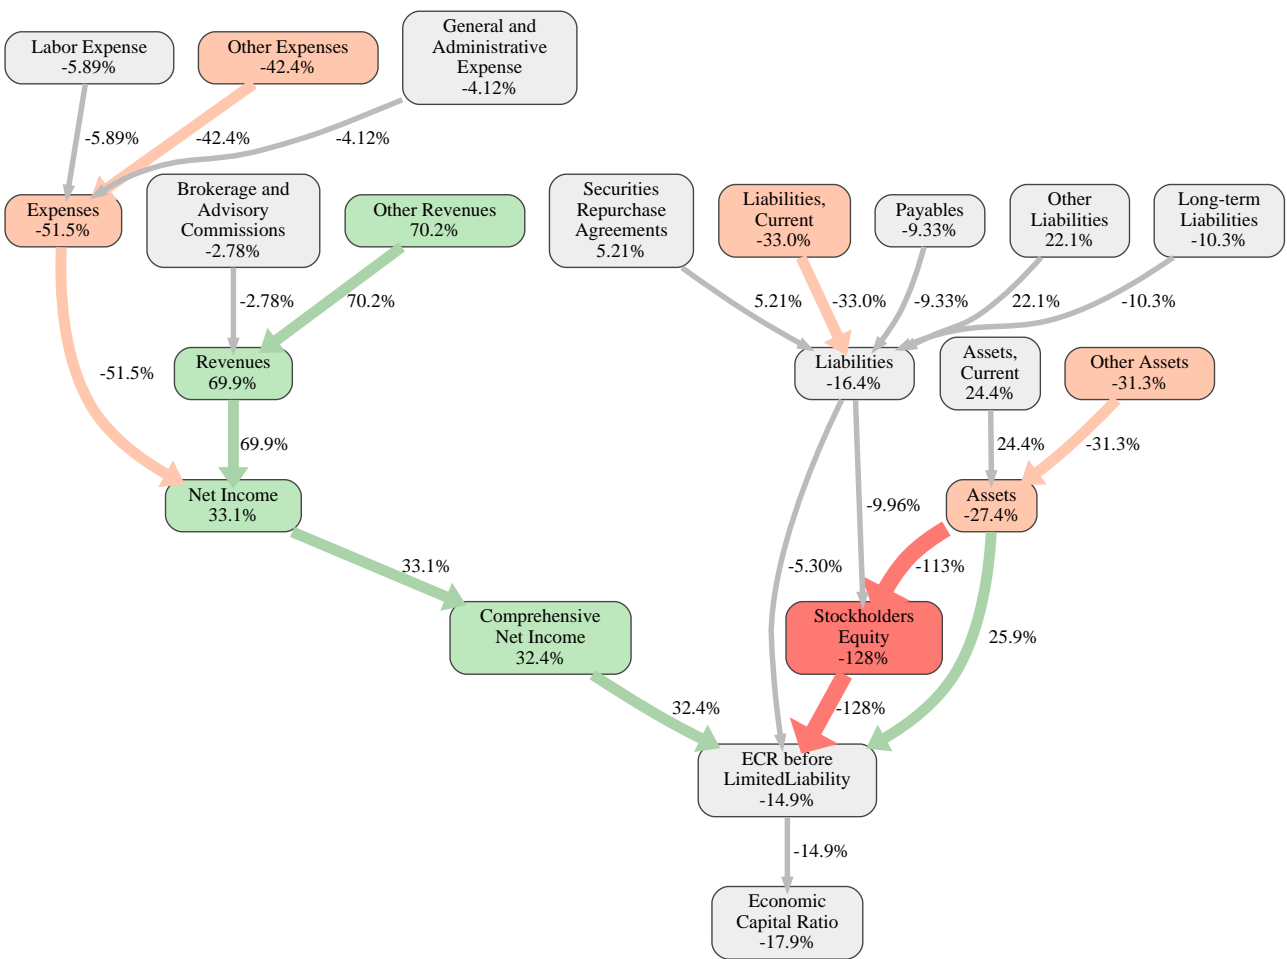 Labor Expense
-5.89%
Other Expenses
-42.4%
General and
Administrative
Expense
-4.12%
-5.89%
-42.4%
-4.12%
Expenses
-51.5%
Brokerage and
Advisory
Commissions
-2.78%
Other Revenues
70.2%
Securities
Repurchase
Agreements
5.21%
Liabilities,
Current
-33.0%
Payables
-9.33%
Other
Liabilities
22.1%
Long-term
Liabilities
-10.3%
-2.78%
70.2%
5.21%
-33.0%
-9.33%
22.1%
-10.3%
-51.5%
Revenues
69.9%
Liabilities
-16.4%
Assets,
Current
24.4%
Other Assets
-31.3%
69.9%
24.4%
-31.3%
Net Income
33.1%
-9.96%
Assets
-27.4%
33.1%
-5.30%
-113%
Comprehensive
Net Income
32.4%
Stockholders
Equity
-128%
25.9%
32.4%
-128%
ECR before
LimitedLiability
-14.9%
-14.9%
Economic
Capital Ratio
-17.9%